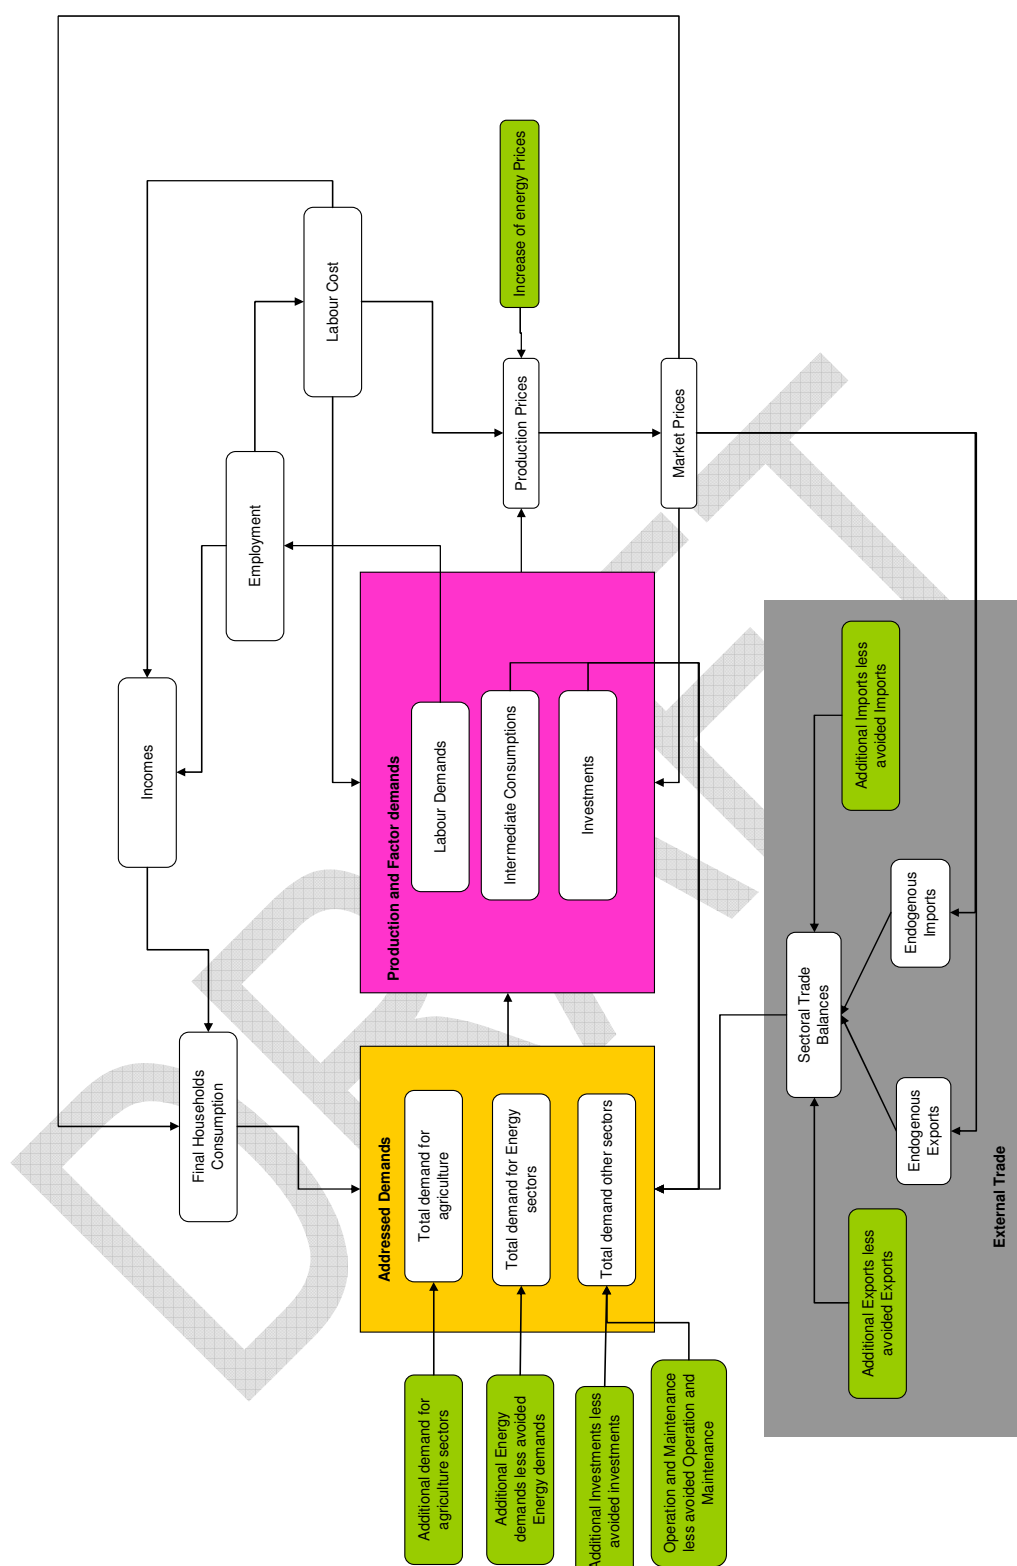 Increase of energy Prices
Labour Cost
Production Prices
Market Prices
Employment
Incomes
Production and Factor demands
Labour Demands
Intermediate Consumptions
Investments
Final Households
Consumption
Addressed Demands
Total demand for
agriculture
Total demand for Energy
sectors
Total demand other sectors
Additional demand for
agriculture sectors
Additional Energy
demands less avoided
Energy demands
Additional Investments less
avoided investments
Operation and Maintenance
less avoided Operation and
Maintenance
Additional Imports less
avoided Imports
Endogenous
Imports
Sectoral Trade
Balances
Endogenous
Exports
Additional Exports less
avoided Exports
External Trade
DRAFT